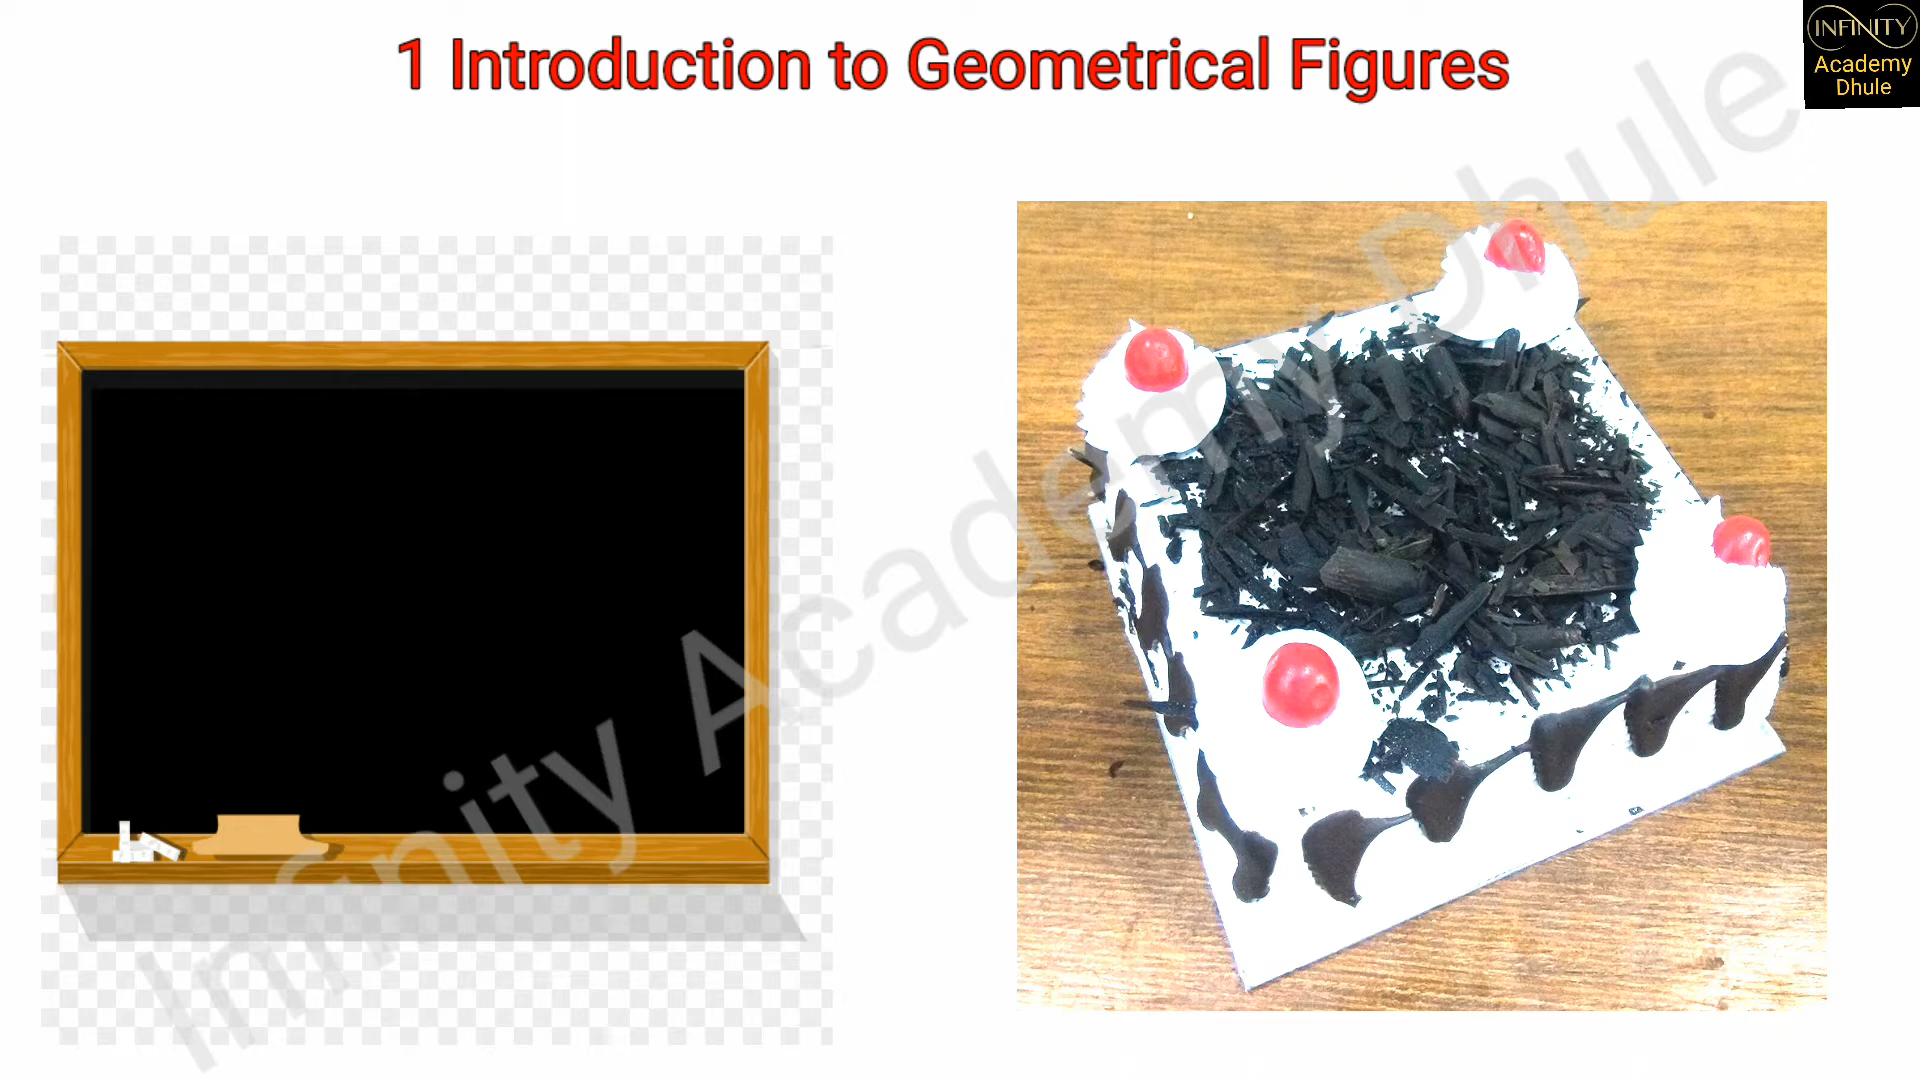 1 Introduction to Geometrical Figures
INFINITY
Academy
Dhule
Infinity Academy Dhule